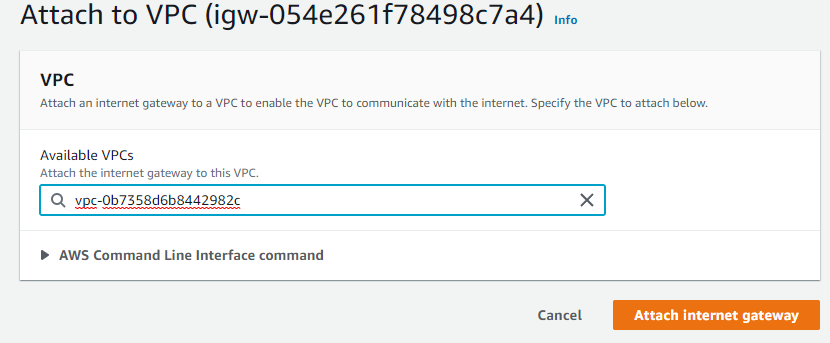 Attach to VPC (igw-054e261f78498c7a4) Info
VPC
Attach an internet gateway to a VPC to enable the VPC to communicate with the internet. Specify the VPC to attach below.
Available VPCs
Attach the internet gateway to this VPC.
vpc-0b7358d6b8442982c
AWS Command Line Interface command
Cancel Attach internet gateway